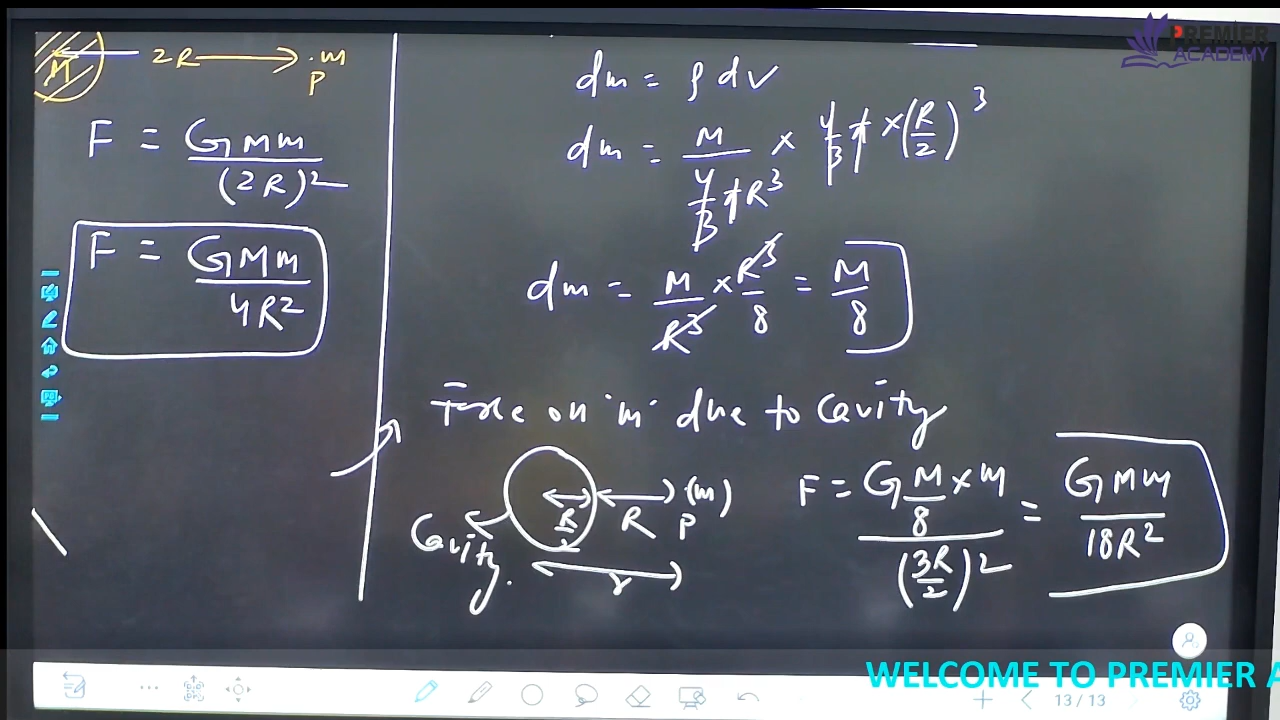 PREMIER
ACADEMY
M 2R .m
P
F = GMm
(2R)²
F = GMm
4R²
dm = ρ dv
dm = M / (4/3 π R³) × 4/3 π × (R/2)³
dm = M/R³ × R³/8 = M/8
Force on 'm' due to Cavity
Cavity.
R/2 R (m)
P
r
F = G M/8 × m / (3R/2)² = GMm / 18R²
WELCOME TO PREMIER A
13/13